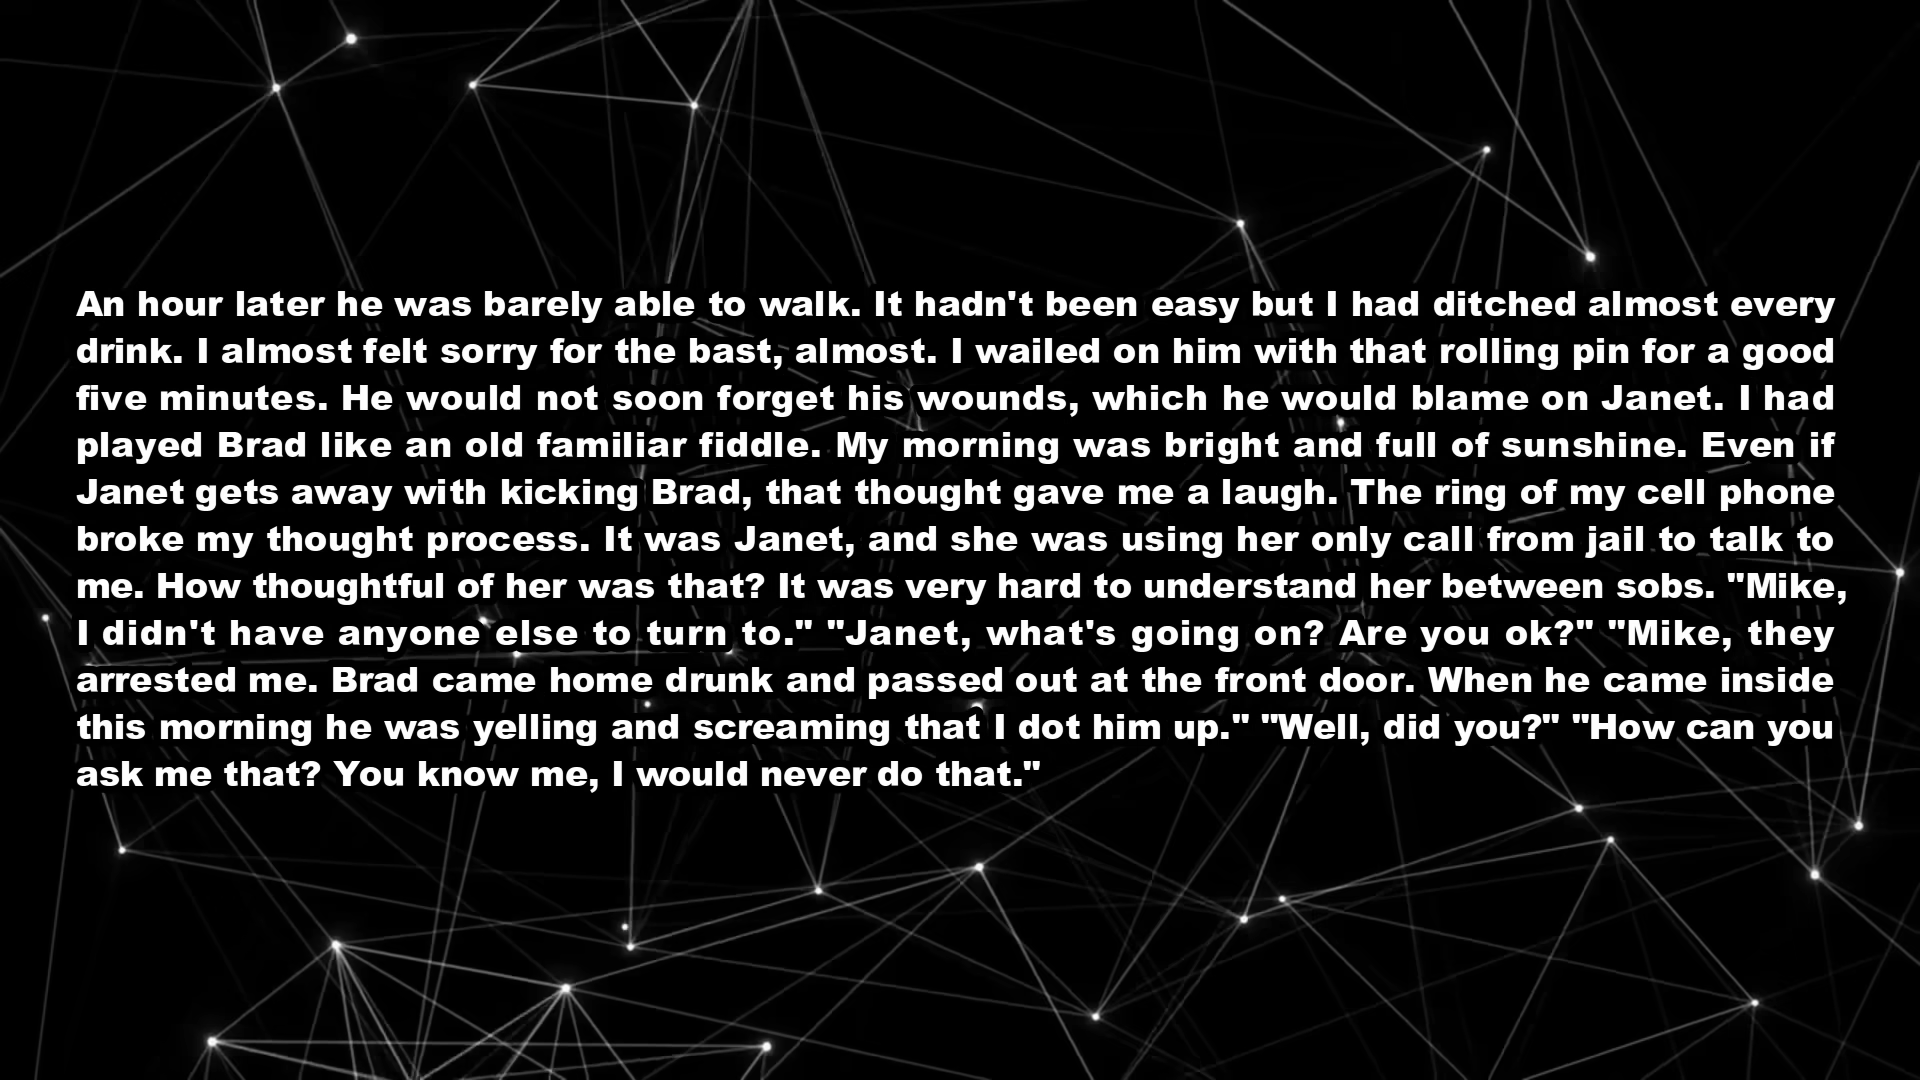 An hour later he was barely able to walk. It hadn't been easy but I had ditched almost every
drink. I almost felt sorry for the bast, almost. I wailed on him with that rolling pin for a good
five minutes. He would not soon forget his wounds, which he would blame on Janet. I had
played Brad like an old familiar fiddle. My morning was bright and full of sunshine. Even if
Janet gets away with kicking Brad, that thought gave me a laugh. The ring of my cell phone
broke my thought process. It was Janet, and she was using her only call from jail to talk to
me. How thoughtful of her was that? It was very hard to understand her between sobs. "Mike,
I didn't have anyone else to turn to." "Janet, what's going on? Are you ok?" "Mike, they
arrested me. Brad came home drunk and passed out at the front door. When he came inside
this morning he was yelling and screaming that I dot him up." "Well, did you?" "How can you
ask me that? You know me, I would never do that."